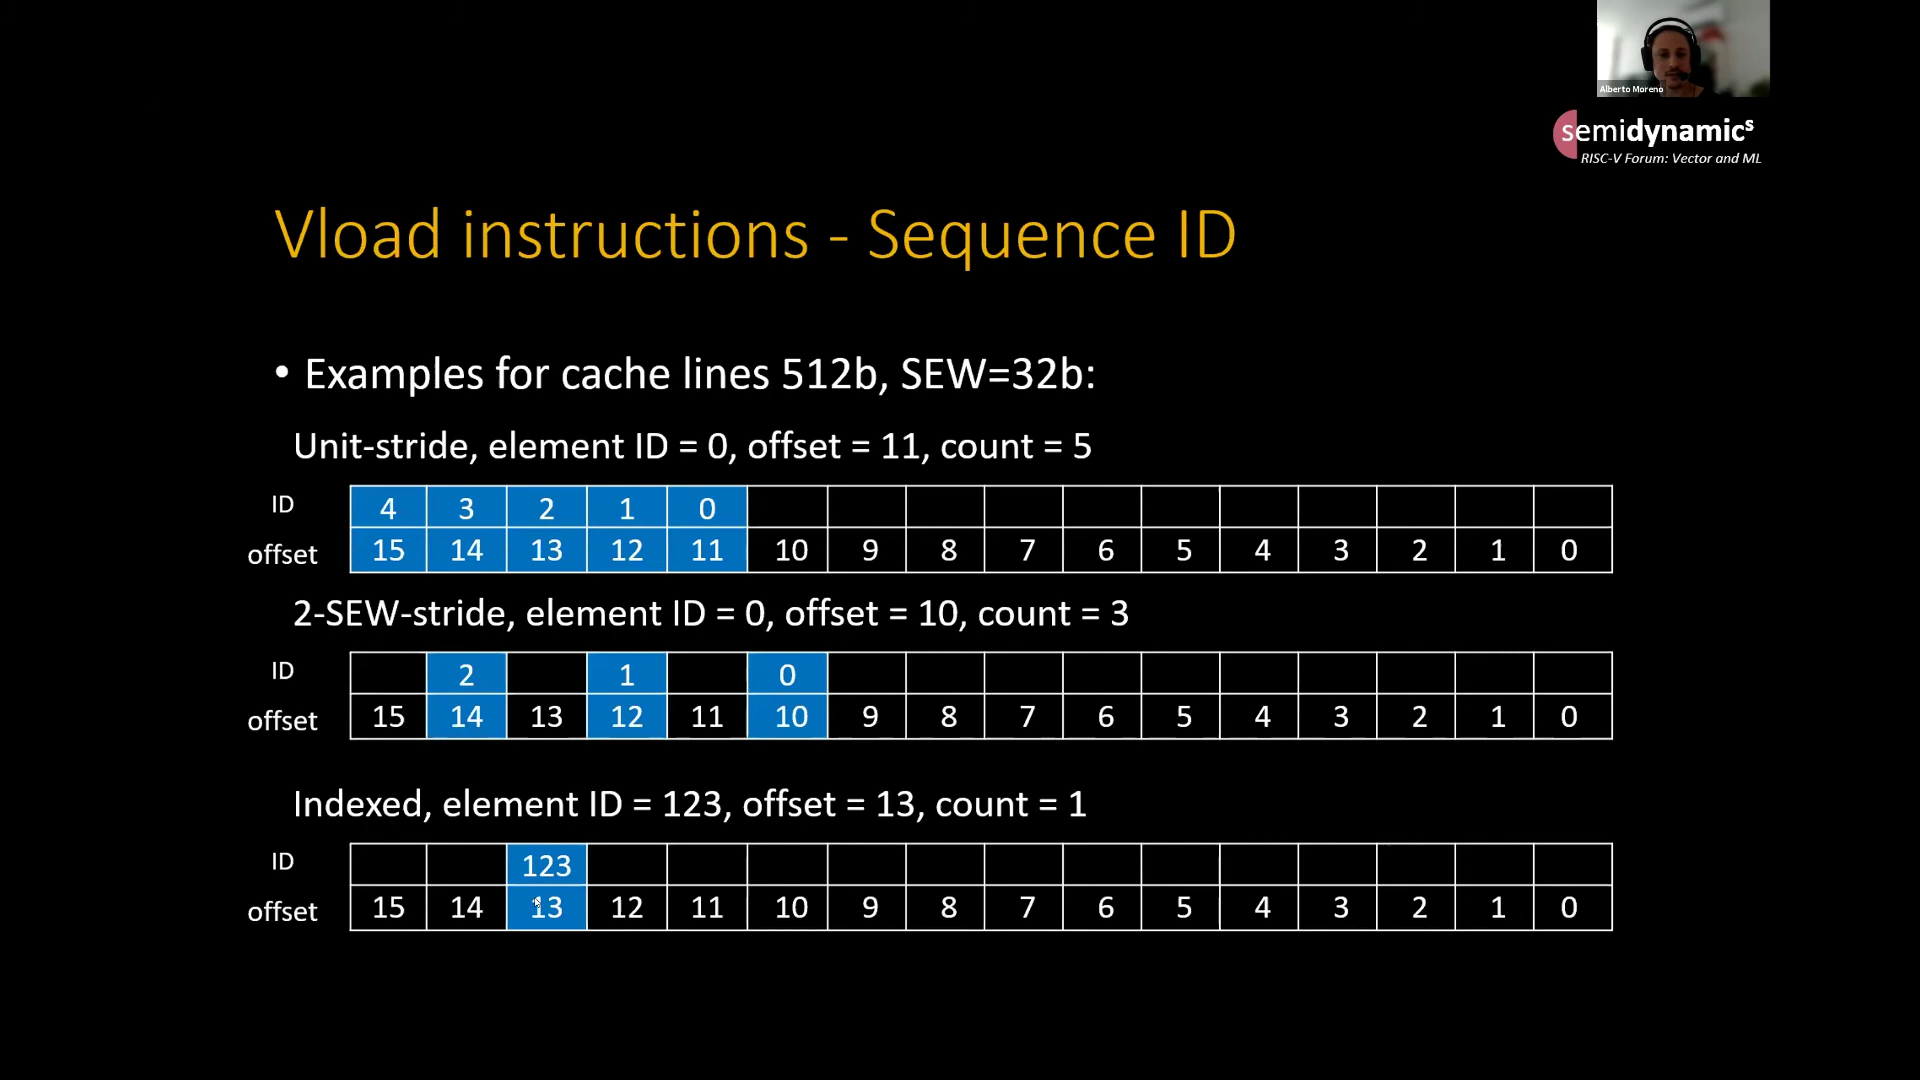 Alberto Moreno
semidynamicˢ
RISC-V Forum: Vector and ML
Vload instructions - Sequence ID
• Examples for cache lines 512b, SEW=32b:
Unit-stride, element ID = 0, offset = 11, count = 5
ID 4 3 2 1 0
offset 15 14 13 12 11 10 9 8 7 6 5 4 3 2 1 0
2-SEW-stride, element ID = 0, offset = 10, count = 3
ID 2 1 0
offset 15 14 13 12 11 10 9 8 7 6 5 4 3 2 1 0
Indexed, element ID = 123, offset = 13, count = 1
ID 123
offset 15 14 13 12 11 10 9 8 7 6 5 4 3 2 1 0